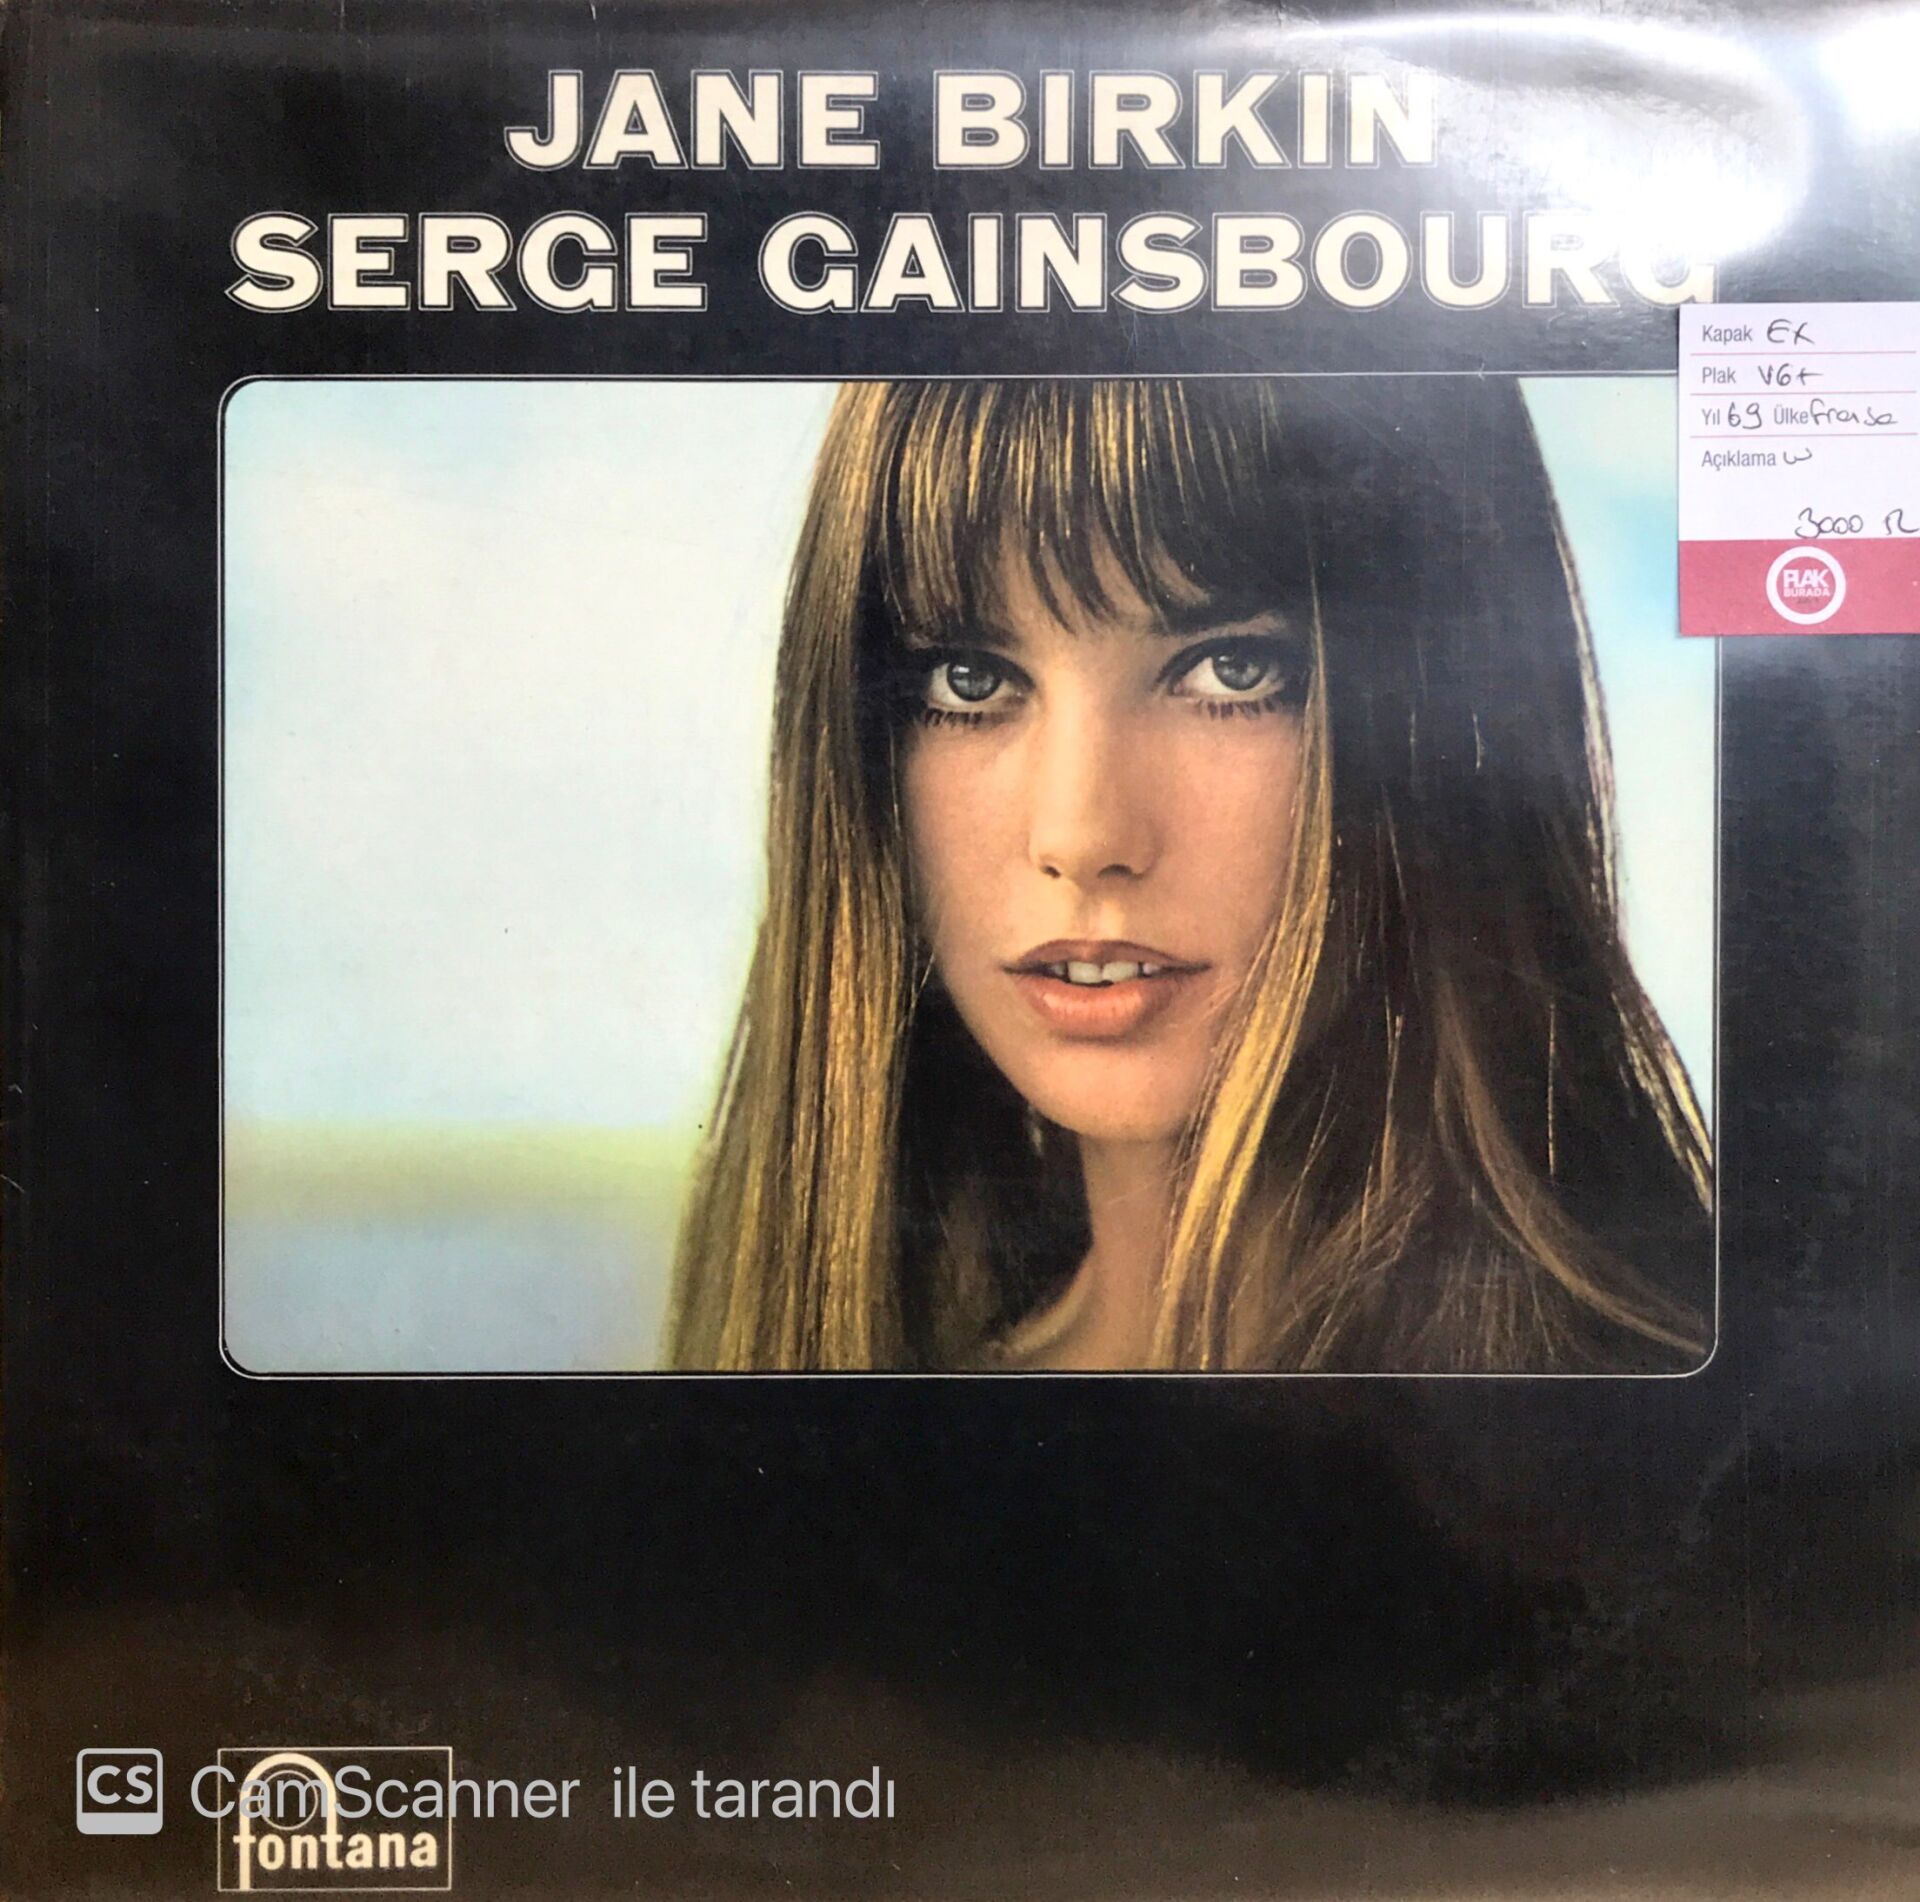 JANE BIRKIN
SERGE GAINSBOURG
Kapak EX
Plak VG+
Yıl 69 Ülke Fransa
Açıklama W
3000 TL
PLAK
BURADA
CS CamScanner ile tarandı
fontana